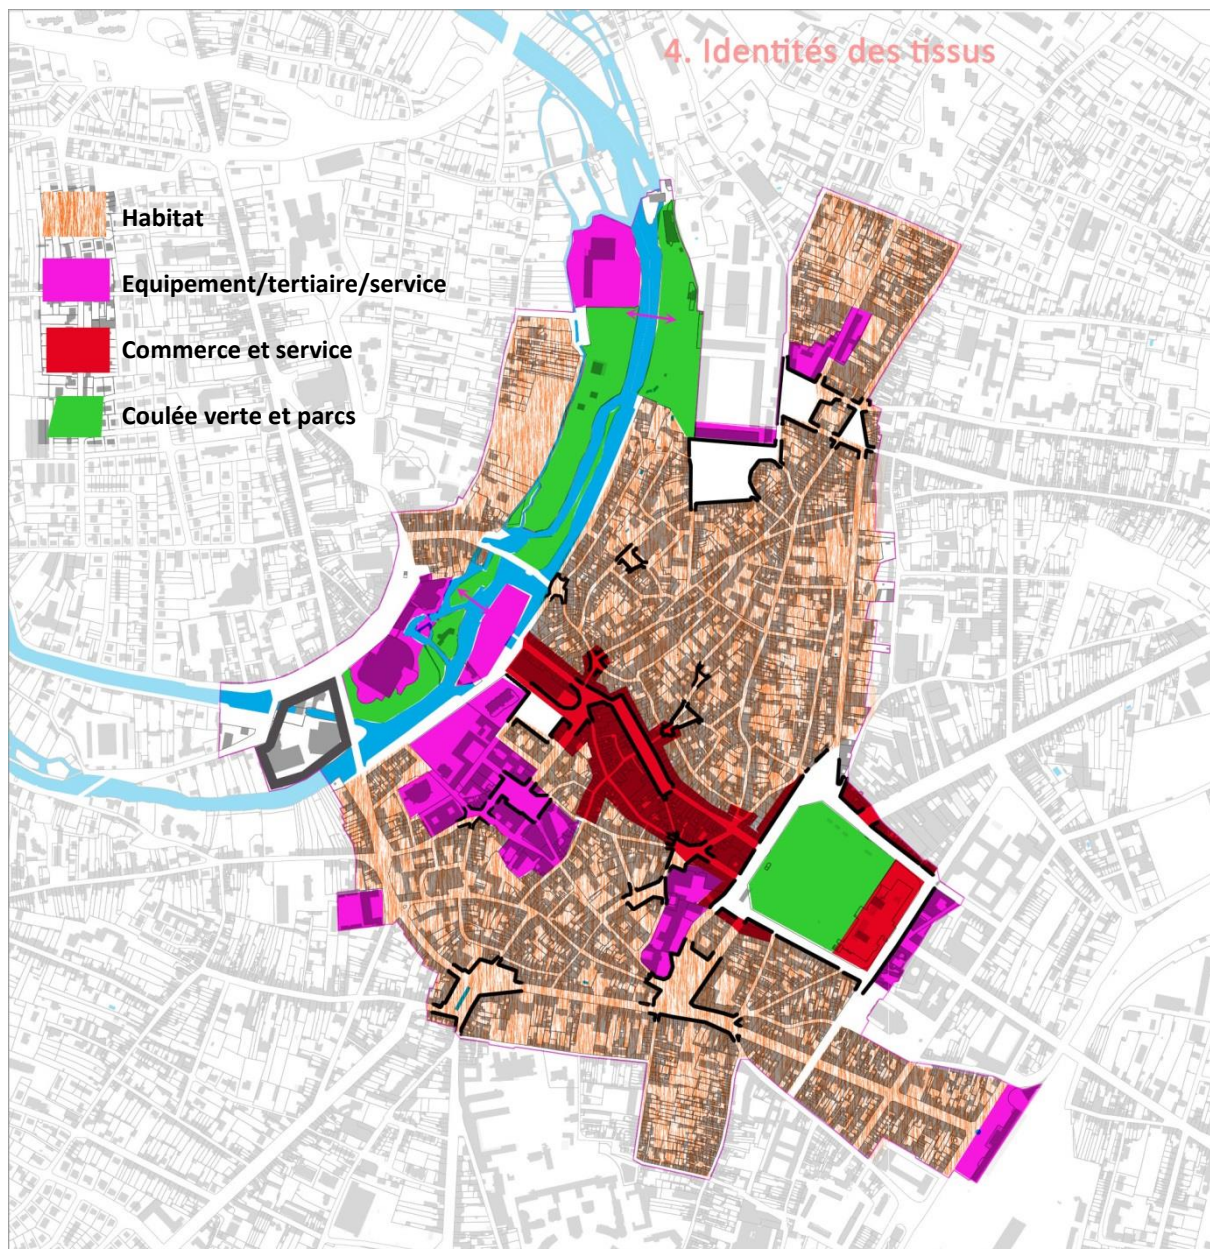 4. Identités des tissus
Habitat
Equipement/tertiaire/service
Commerce et service
Coulée verte et parcs